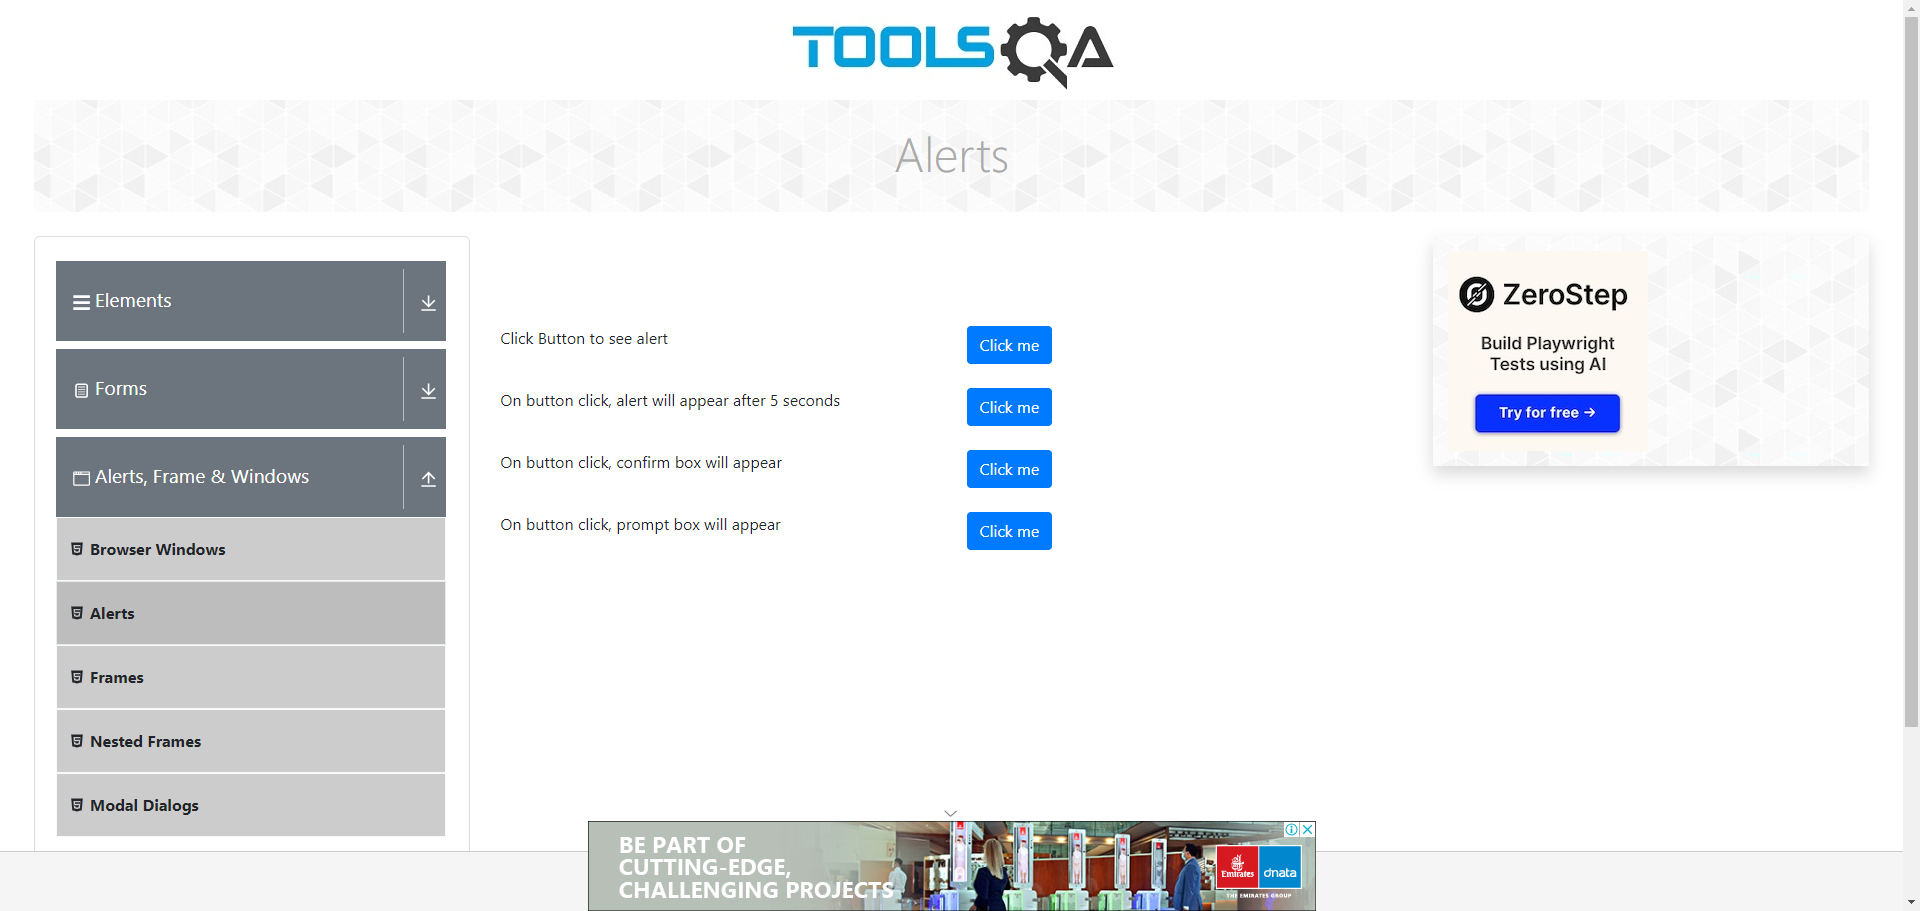 TOOLSQA
Alerts
Elements
Forms
Alerts, Frame & Windows
Browser Windows
Alerts
Frames
Nested Frames
Modal Dialogs
Click Button to see alert
Click me
On button click, alert will appear after 5 seconds
Click me
On button click, confirm box will appear
Click me
On button click, prompt box will appear
Click me
ZeroStep
Build Playwright
Tests using AI
Try for free →
BE PART OF
CUTTING-EDGE,
CHALLENGING PROJECTS
Emirates
dnata
THE EMIRATES GROUP